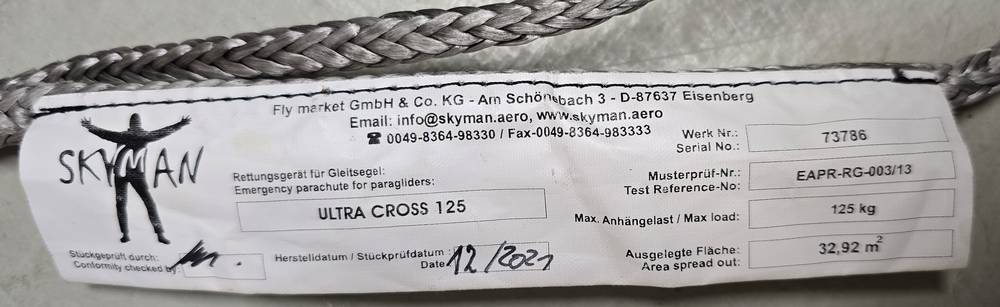 Fly market GmbH & Co. KG - Am Schönebach 3 - D-87637 Eisenberg
Email: info@skyman.aero, www.skyman.aero
☎ 0049-8364-98330 / Fax-0049-8364-983333
SKYMAN
Rettungsgerät für Gleitsegel:
Emergency parachute for paragliders:
ULTRA CROSS 125
Stückgeprüft durch:
Conformity checked by:
Herstelldatum / Stückprüfdatum :
Date 12/2021
Werk Nr.:
Serial No.: 73786
Musterprüf-Nr.:
Test Reference-No: EAPR-RG-003/13
Max. Anhängelast / Max load: 125 kg
Ausgelegte Fläche:
Area spread out: 32,92 m²